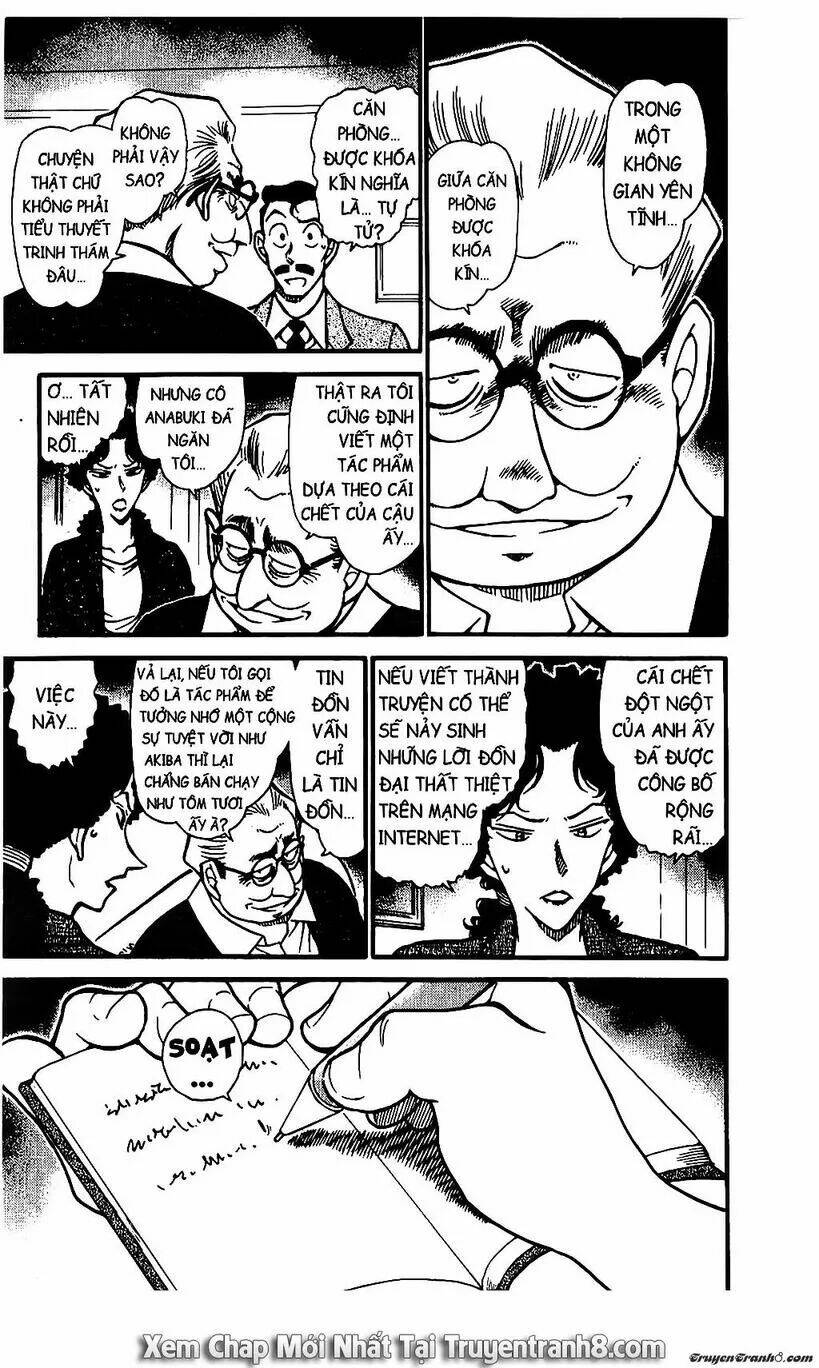 TRONG
MỘT
KHÔNG
GIAN YÊN
TĨNH...
GIỮA CĂN
PHÒNG
ĐƯỢC
KHÓA
KÍN...
CĂN
PHÒNG...
ĐƯỢC KHÓA
KÍN NGHĨA
LÀ... TỰ
TỬ?
KHÔNG
PHẢI VẬY
SAO?
CHUYỆN
THẬT CHỨ
KHÔNG PHẢI
TIỂU THUYẾT
TRINH THÁM
ĐÂU...
THẬT RA TÔI
CŨNG ĐỊNH
VIẾT MỘT
TÁC PHẨM
DỰA THEO CÁI
CHẾT CỦA CẬU
ẤY...
NHƯNG CÔ
ANABUKI ĐÃ
NGĂN
TÔI...
Ơ... TẤT
NHIÊN
RỒI...
CÁI CHẾT
ĐỘT NGỘT
CỦA ANH ẤY
ĐÃ ĐƯỢC
CÔNG BỐ
RỘNG
RÃI...
NẾU VIẾT THÀNH
TRUYỆN CÓ THỂ
SẼ NẢY SINH
NHỮNG LỜI ĐỒN
ĐẠI THẤT THIỆT
TRÊN MẠNG
INTERNET...
TIN
ĐỒN
VẪN
CHỈ
LÀ TIN
ĐỒN...
VẢ LẠI, NẾU TÔI GỌI
ĐÓ LÀ TÁC PHẨM ĐỂ
TƯỞNG NHỚ MỘT CỘNG
SỰ TUYỆT VỜI NHƯ
AKIBA THÌ LẠI
CHẲNG BÁN CHẠY
NHƯ TÔM TƯƠI
ẤY À?
VIỆC
NÀY...
SOẠT
...
Xem Chap Mới Nhất Tại Truyentranh8.com
TruyenTranh8.com